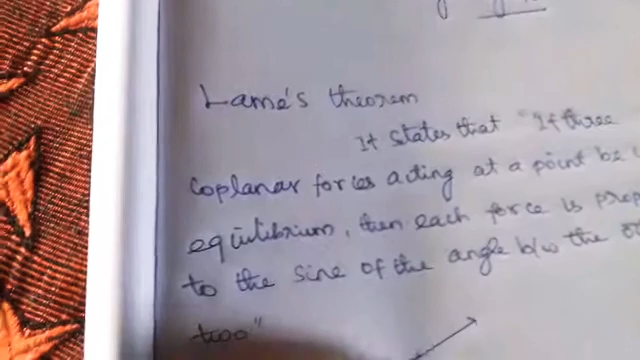 Lame's theorem
It states that "If three
coplanar forces acting at a point be
equilibrium, then each force is
to the sine of the angle b/w the
two"